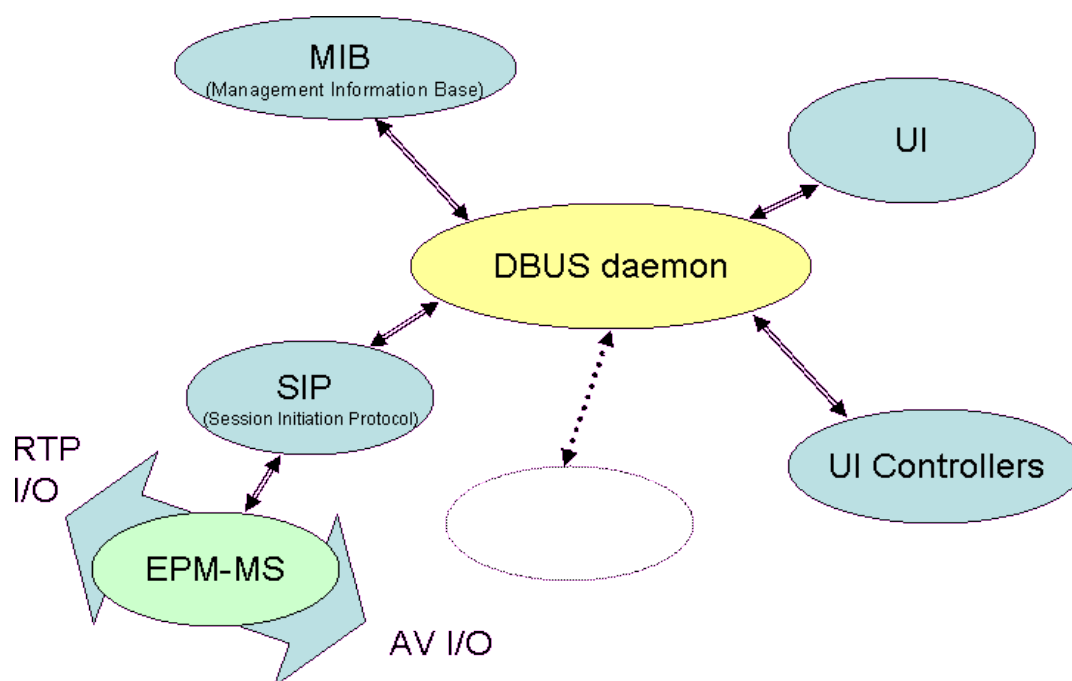 MIB
(Management Information Base)
UI
DBUS daemon
SIP
(Session Initiation Protocol)
RTP
I/O
UI Controllers
EPM-MS
AV I/O